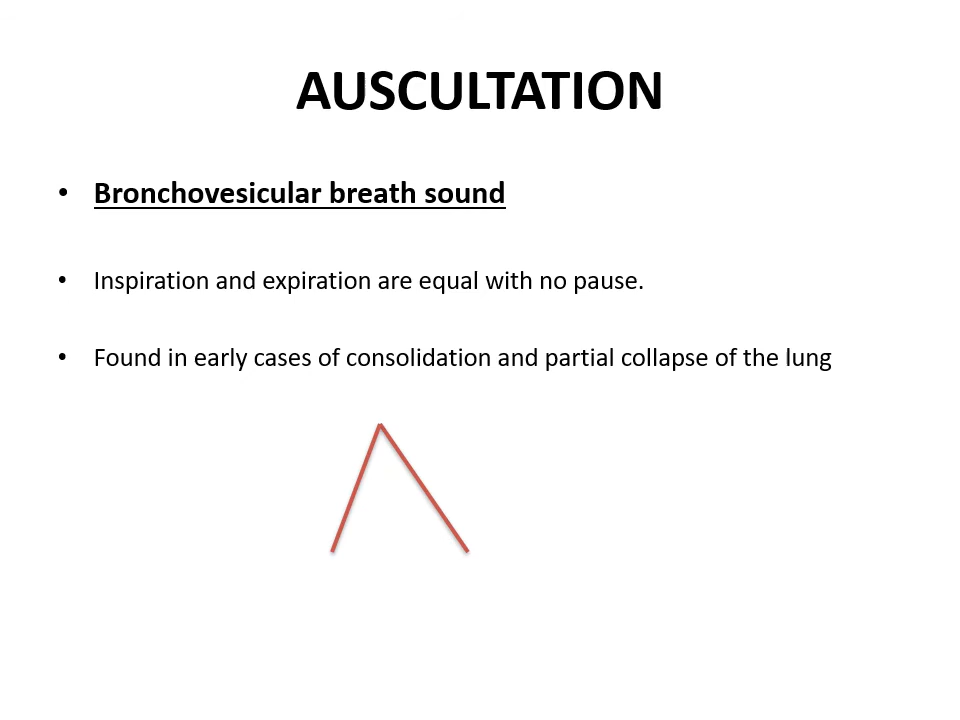 AUSCULTATION
• Bronchovesicular breath sound
• Inspiration and expiration are equal with no pause.
• Found in early cases of consolidation and partial collapse of the lung